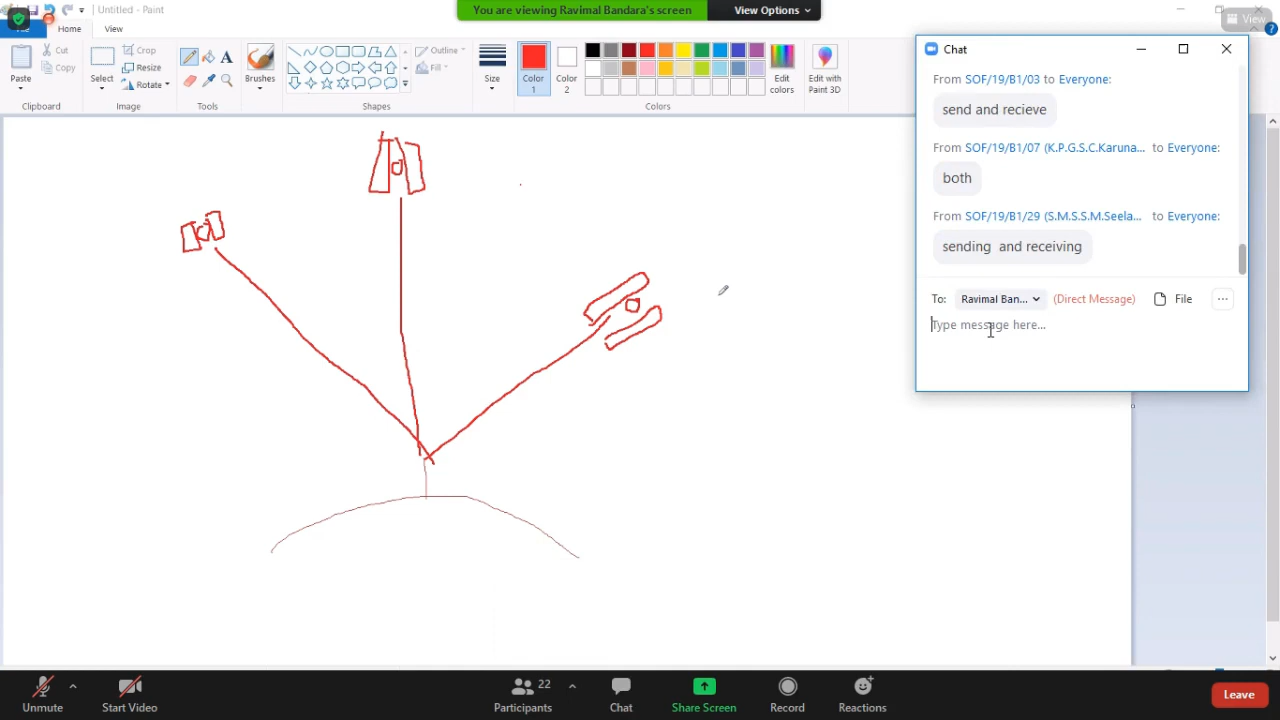 Untitled - Paint
You are viewing Ravimal Bandara's screen
View Options
View
Home
View
Paste
Cut
Copy
Clipboard
Select
Crop
Resize
Rotate
Image
A
Tools
Brushes
Shapes
Outline
Fill
Size
Color
1
Color
2
Colors
Edit
colors
Edit with
Paint 3D
Chat
From SOF/19/B1/03 to Everyone:
send and recieve
From SOF/19/B1/07 (K.P.G.S.C.Karuna... to Everyone:
both
From SOF/19/B1/29 (S.M.S.S.M.Seela... to Everyone:
sending and receiving
To: Ravimal Ban... (Direct Message) File ...
Type message here...
Unmute
Start Video
22
Participants
Chat
Share Screen
Record
Reactions
Leave